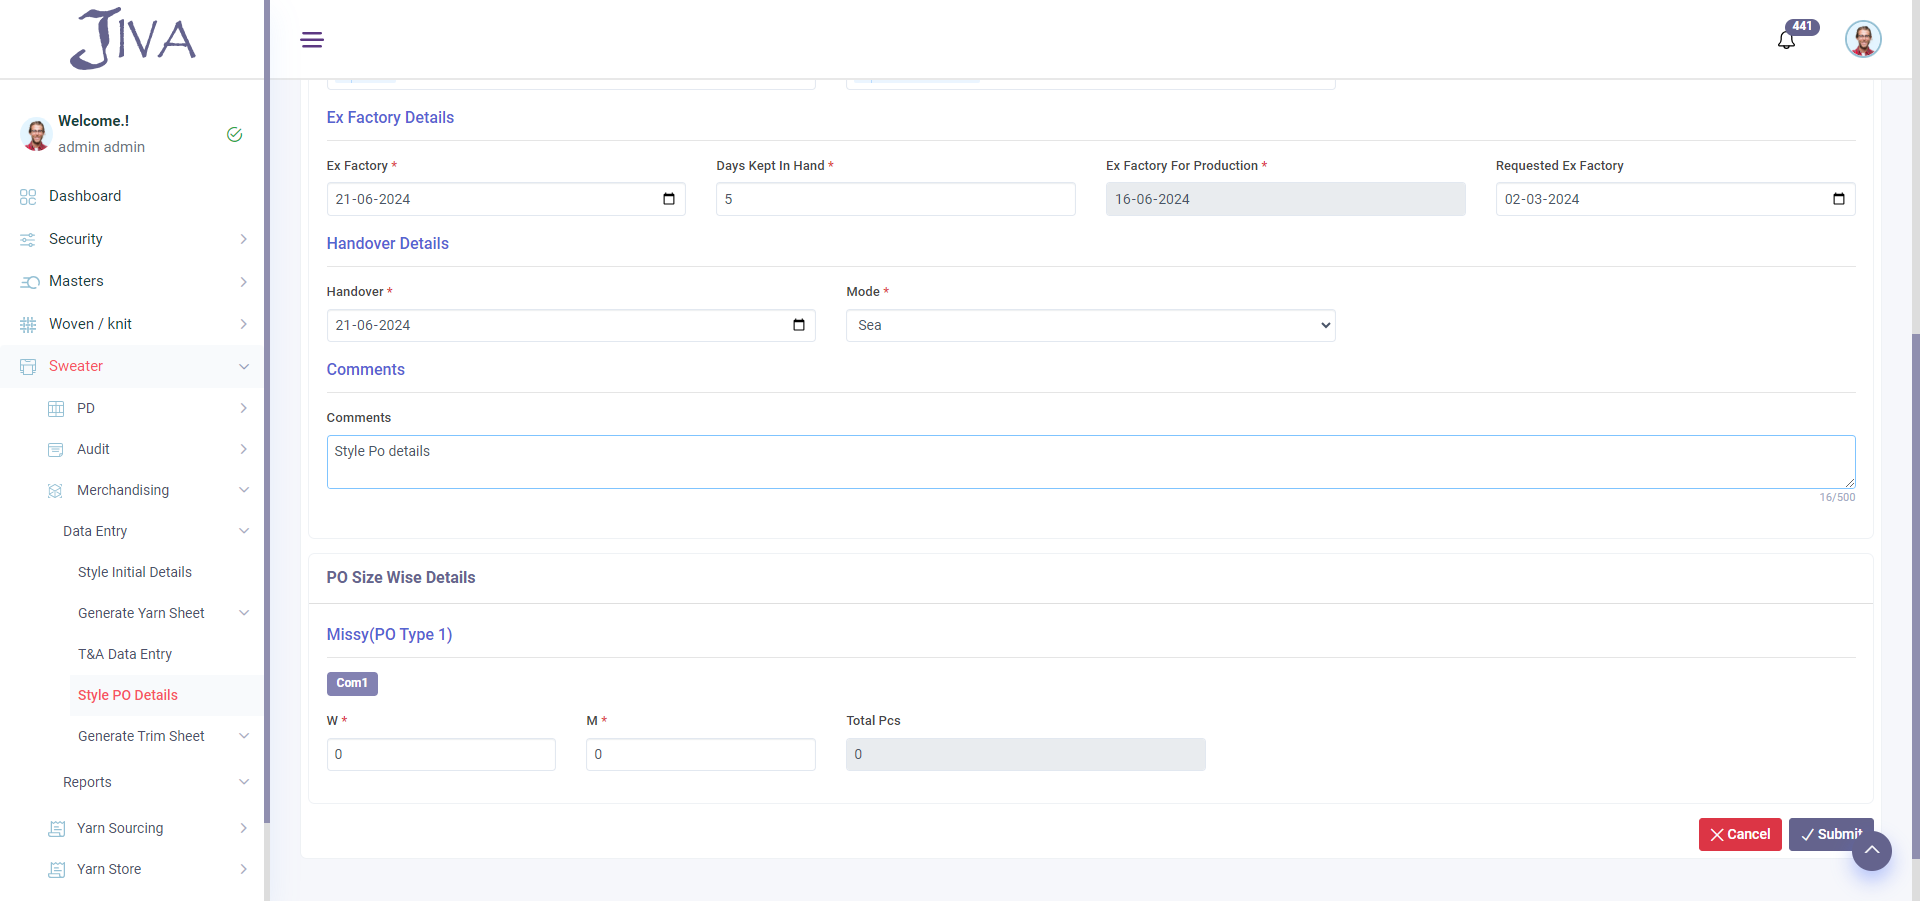 JIVA
441
Welcome.!
admin admin
Dashboard
Security
Masters
Woven / knit
Sweater
PD
Audit
Merchandising
Data Entry
Style Initial Details
Generate Yarn Sheet
T&A Data Entry
Style PO Details
Generate Trim Sheet
Reports
Yarn Sourcing
Yarn Store
Ex Factory Details
Ex Factory * Days Kept In Hand * Ex Factory For Production * Requested Ex Factory
21-06-2024 5 16-06-2024 02-03-2024
Handover Details
Handover * Mode *
21-06-2024 Sea
Comments
Comments
Style Po details
16/500
PO Size Wise Details
Missy(PO Type 1)
Com1
W * M * Total Pcs
0 0 0
Cancel Submit